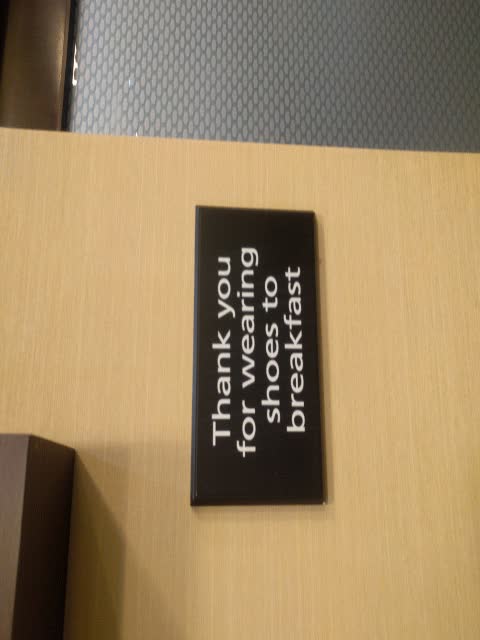 Thank you
for wearing
shoes to
breakfast